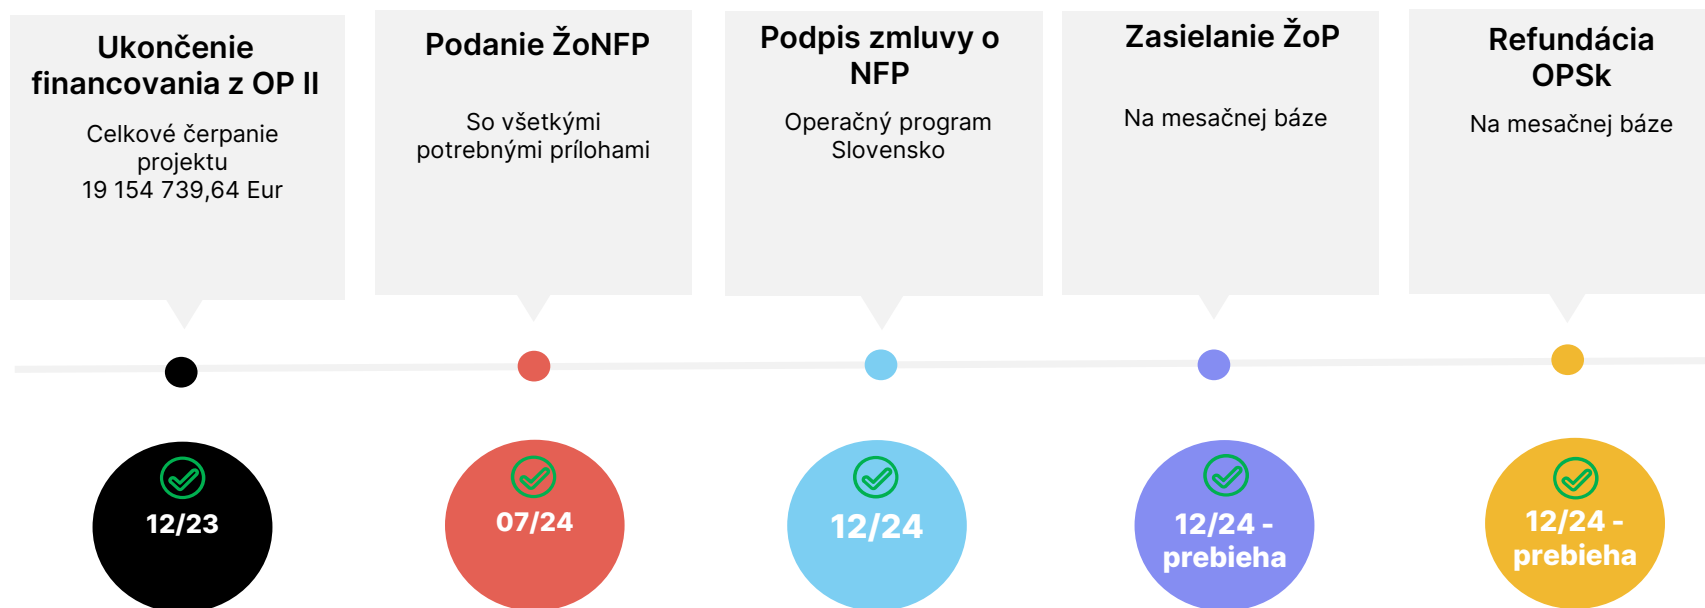 Ukončenie
financovania z OP II
Celkové čerpanie
projektu
19 154 739,64 Eur
Podanie ŽoNFP
So všetkými
potrebnými prílohami
Podpis zmluvy o
NFP
Operačný program
Slovensko
Zasielanie ŽoP
Na mesačnej báze
Refundácia
OPSk
Na mesačnej báze
12/23
07/24
12/24
12/24 -
prebieha
12/24 -
prebieha